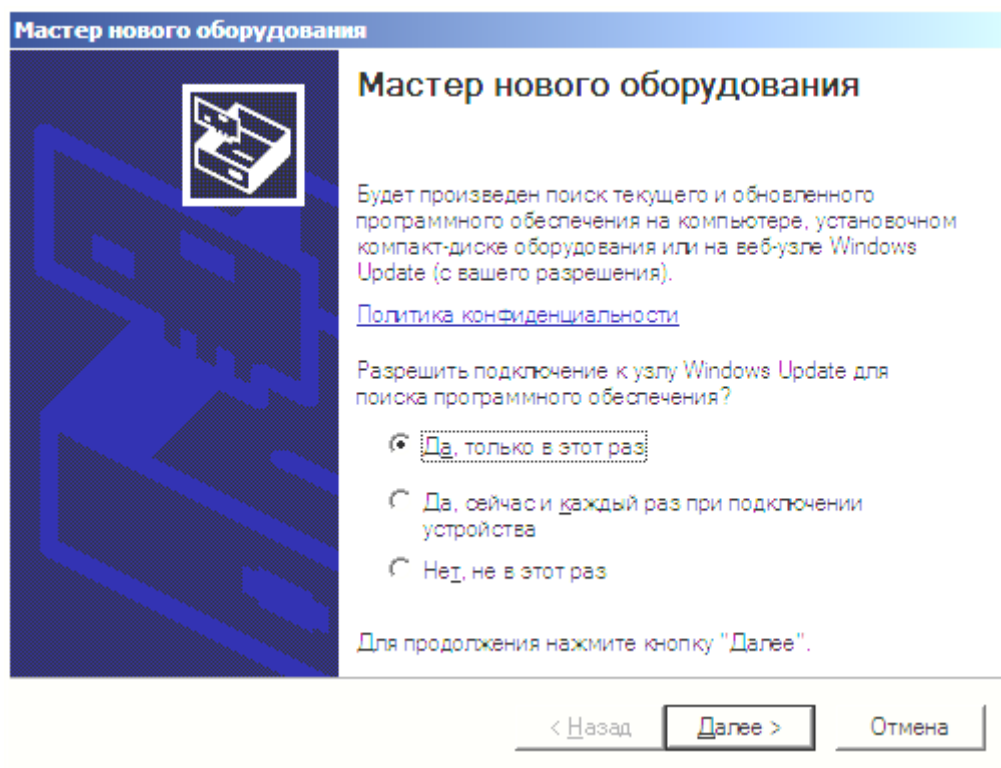 Мастер нового оборудования
Мастер нового оборудования
Будет произведен поиск текущего и обновленного
программного обеспечения на компьютере, установочном
компакт-диске оборудования или на веб-узле Windows
Update (с вашего разрешения).
Политика конфиденциальности
Разрешить подключение к узлу Windows Update для
поиска программного обеспечения?
Да, только в этот раз
Да, сейчас и каждый раз при подключении
устройства
Нет, не в этот раз
Для продолжения нажмите кнопку "Далее".
< Назад Далее > Отмена